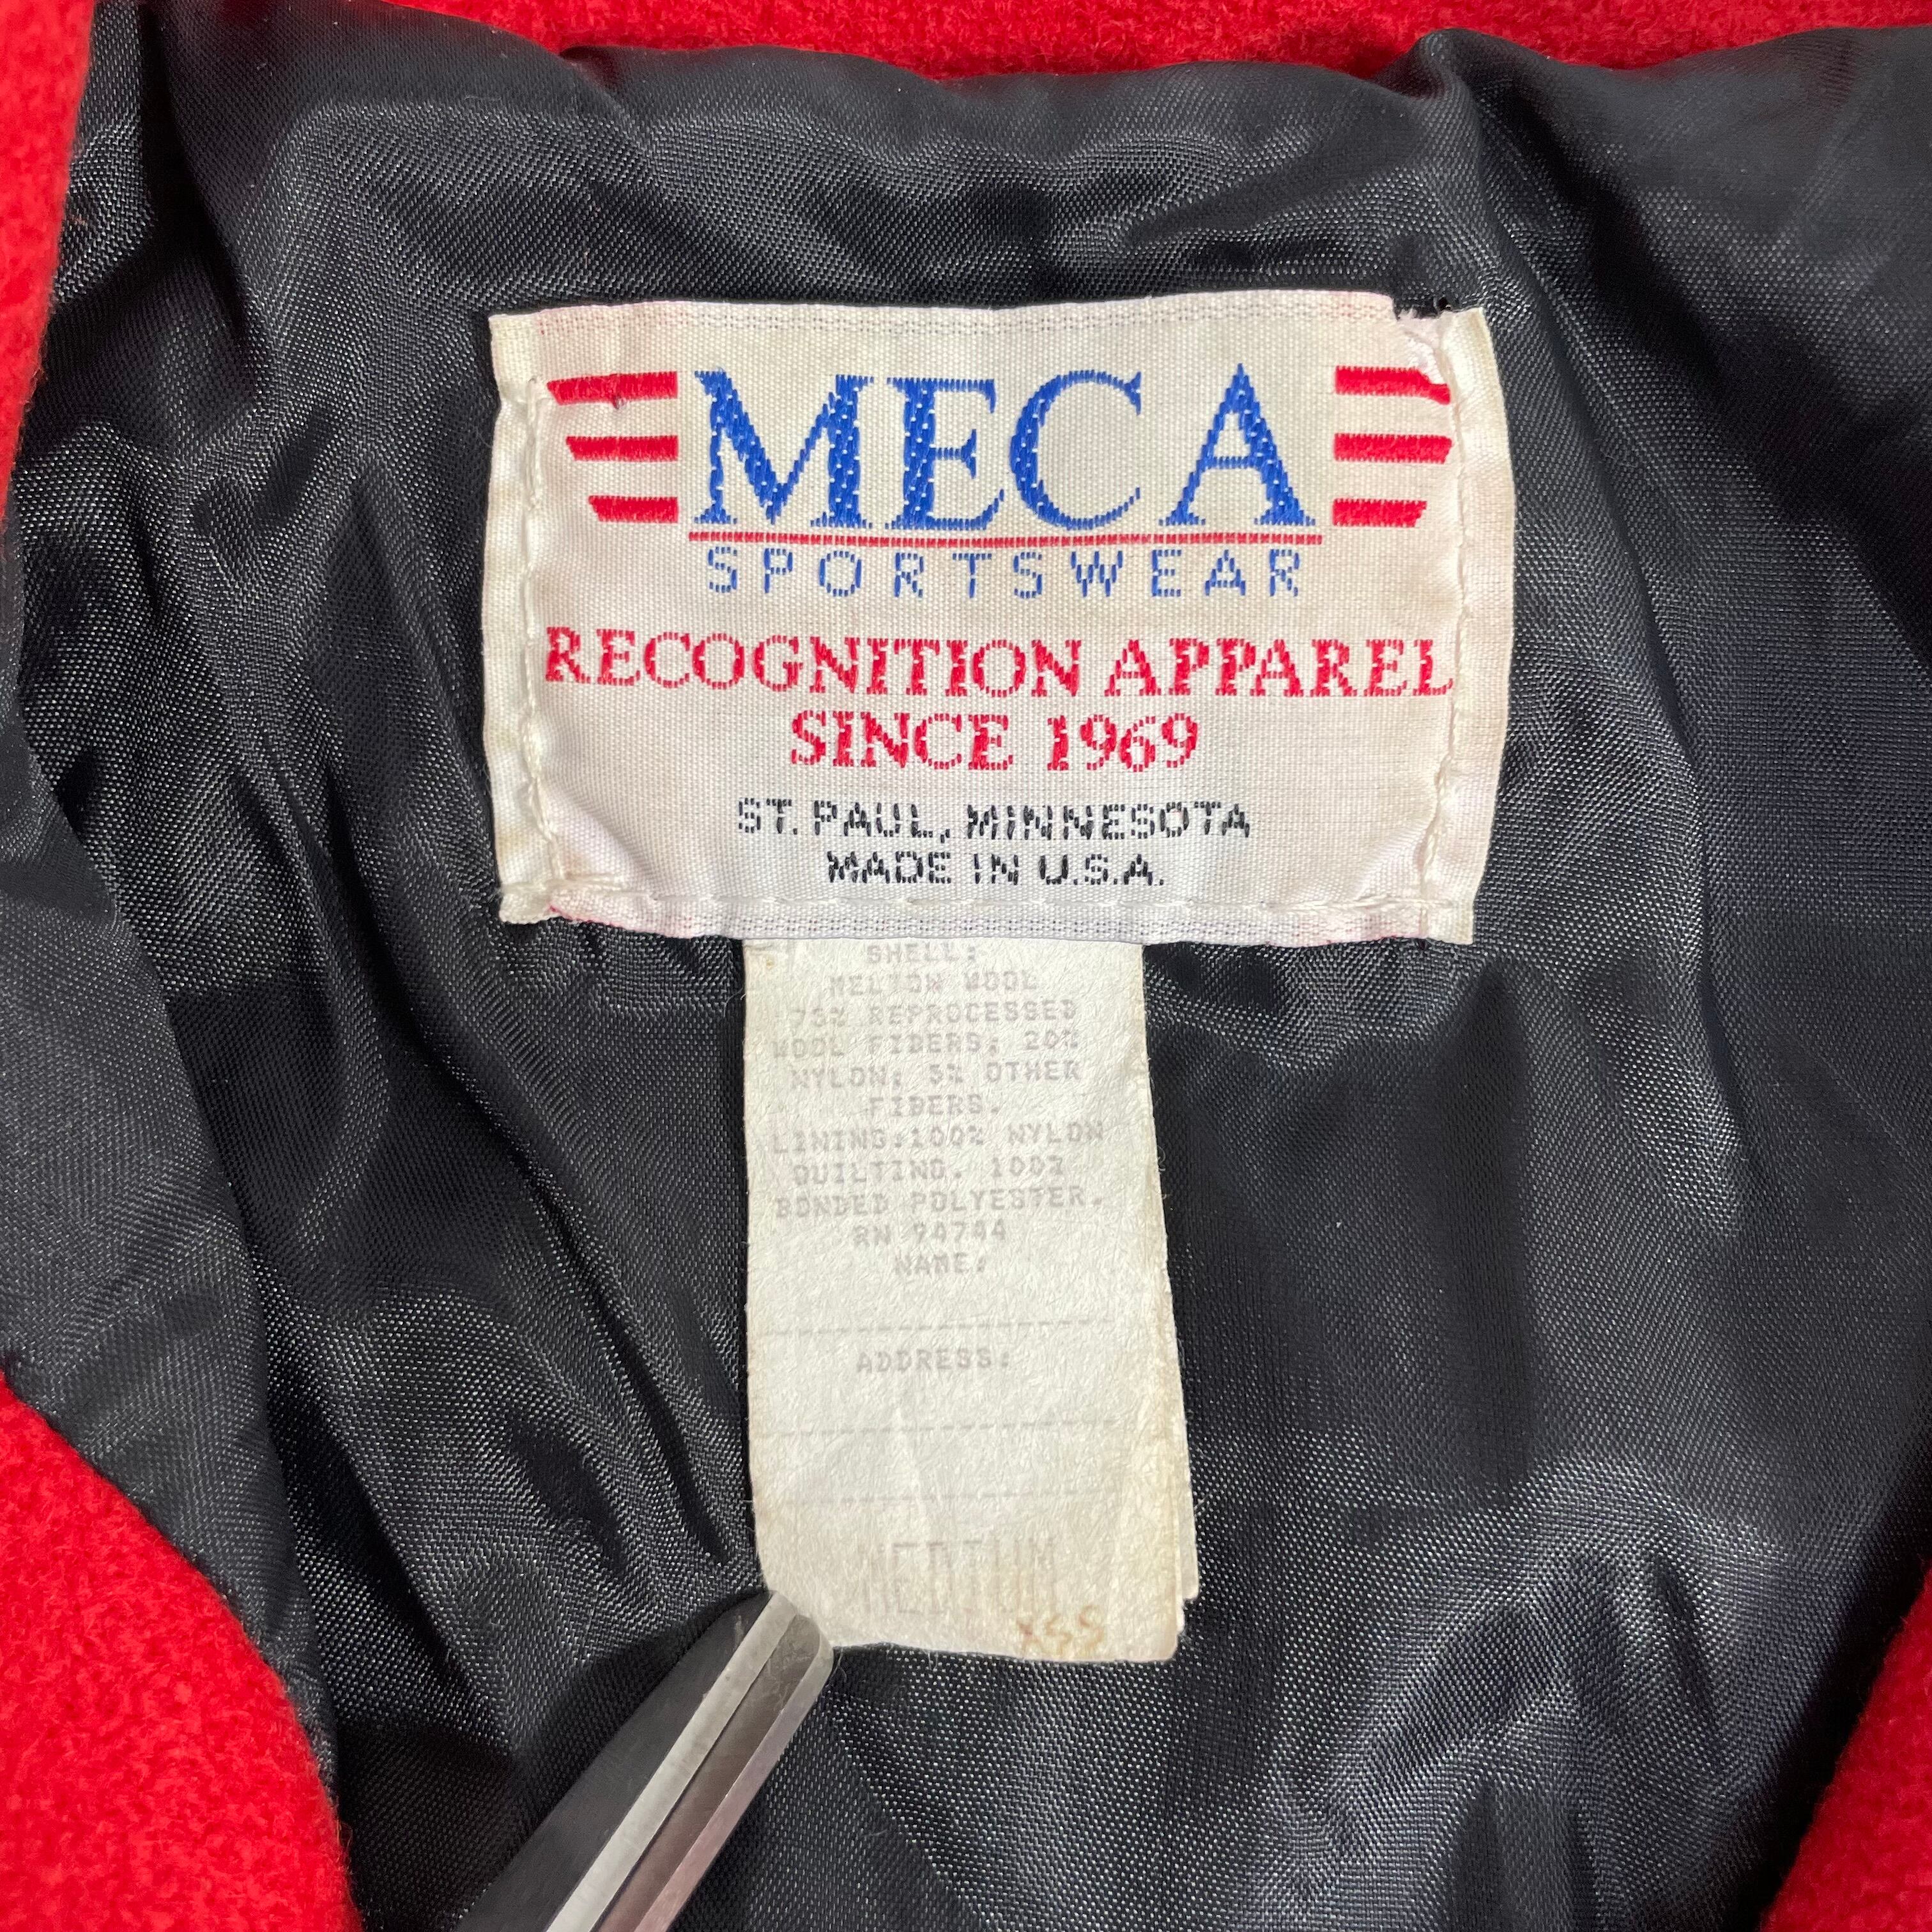 MECA
SPORTSWEAR
RECOGNITION APPAREL
SINCE 1969
ST. PAUL, MINNESOTA
MADE IN U.S.A.
SHELL:
MELTON WOOL
75% REPROCESSED
WOOL FIBERS; 20%
NYLON; 5% OTHER
FIBERS.
LINING:100% NYLON
QUILTING. 100%
BONDED POLYESTER.
RN 94744
NAME:
ADDRESS:
MEDIUM